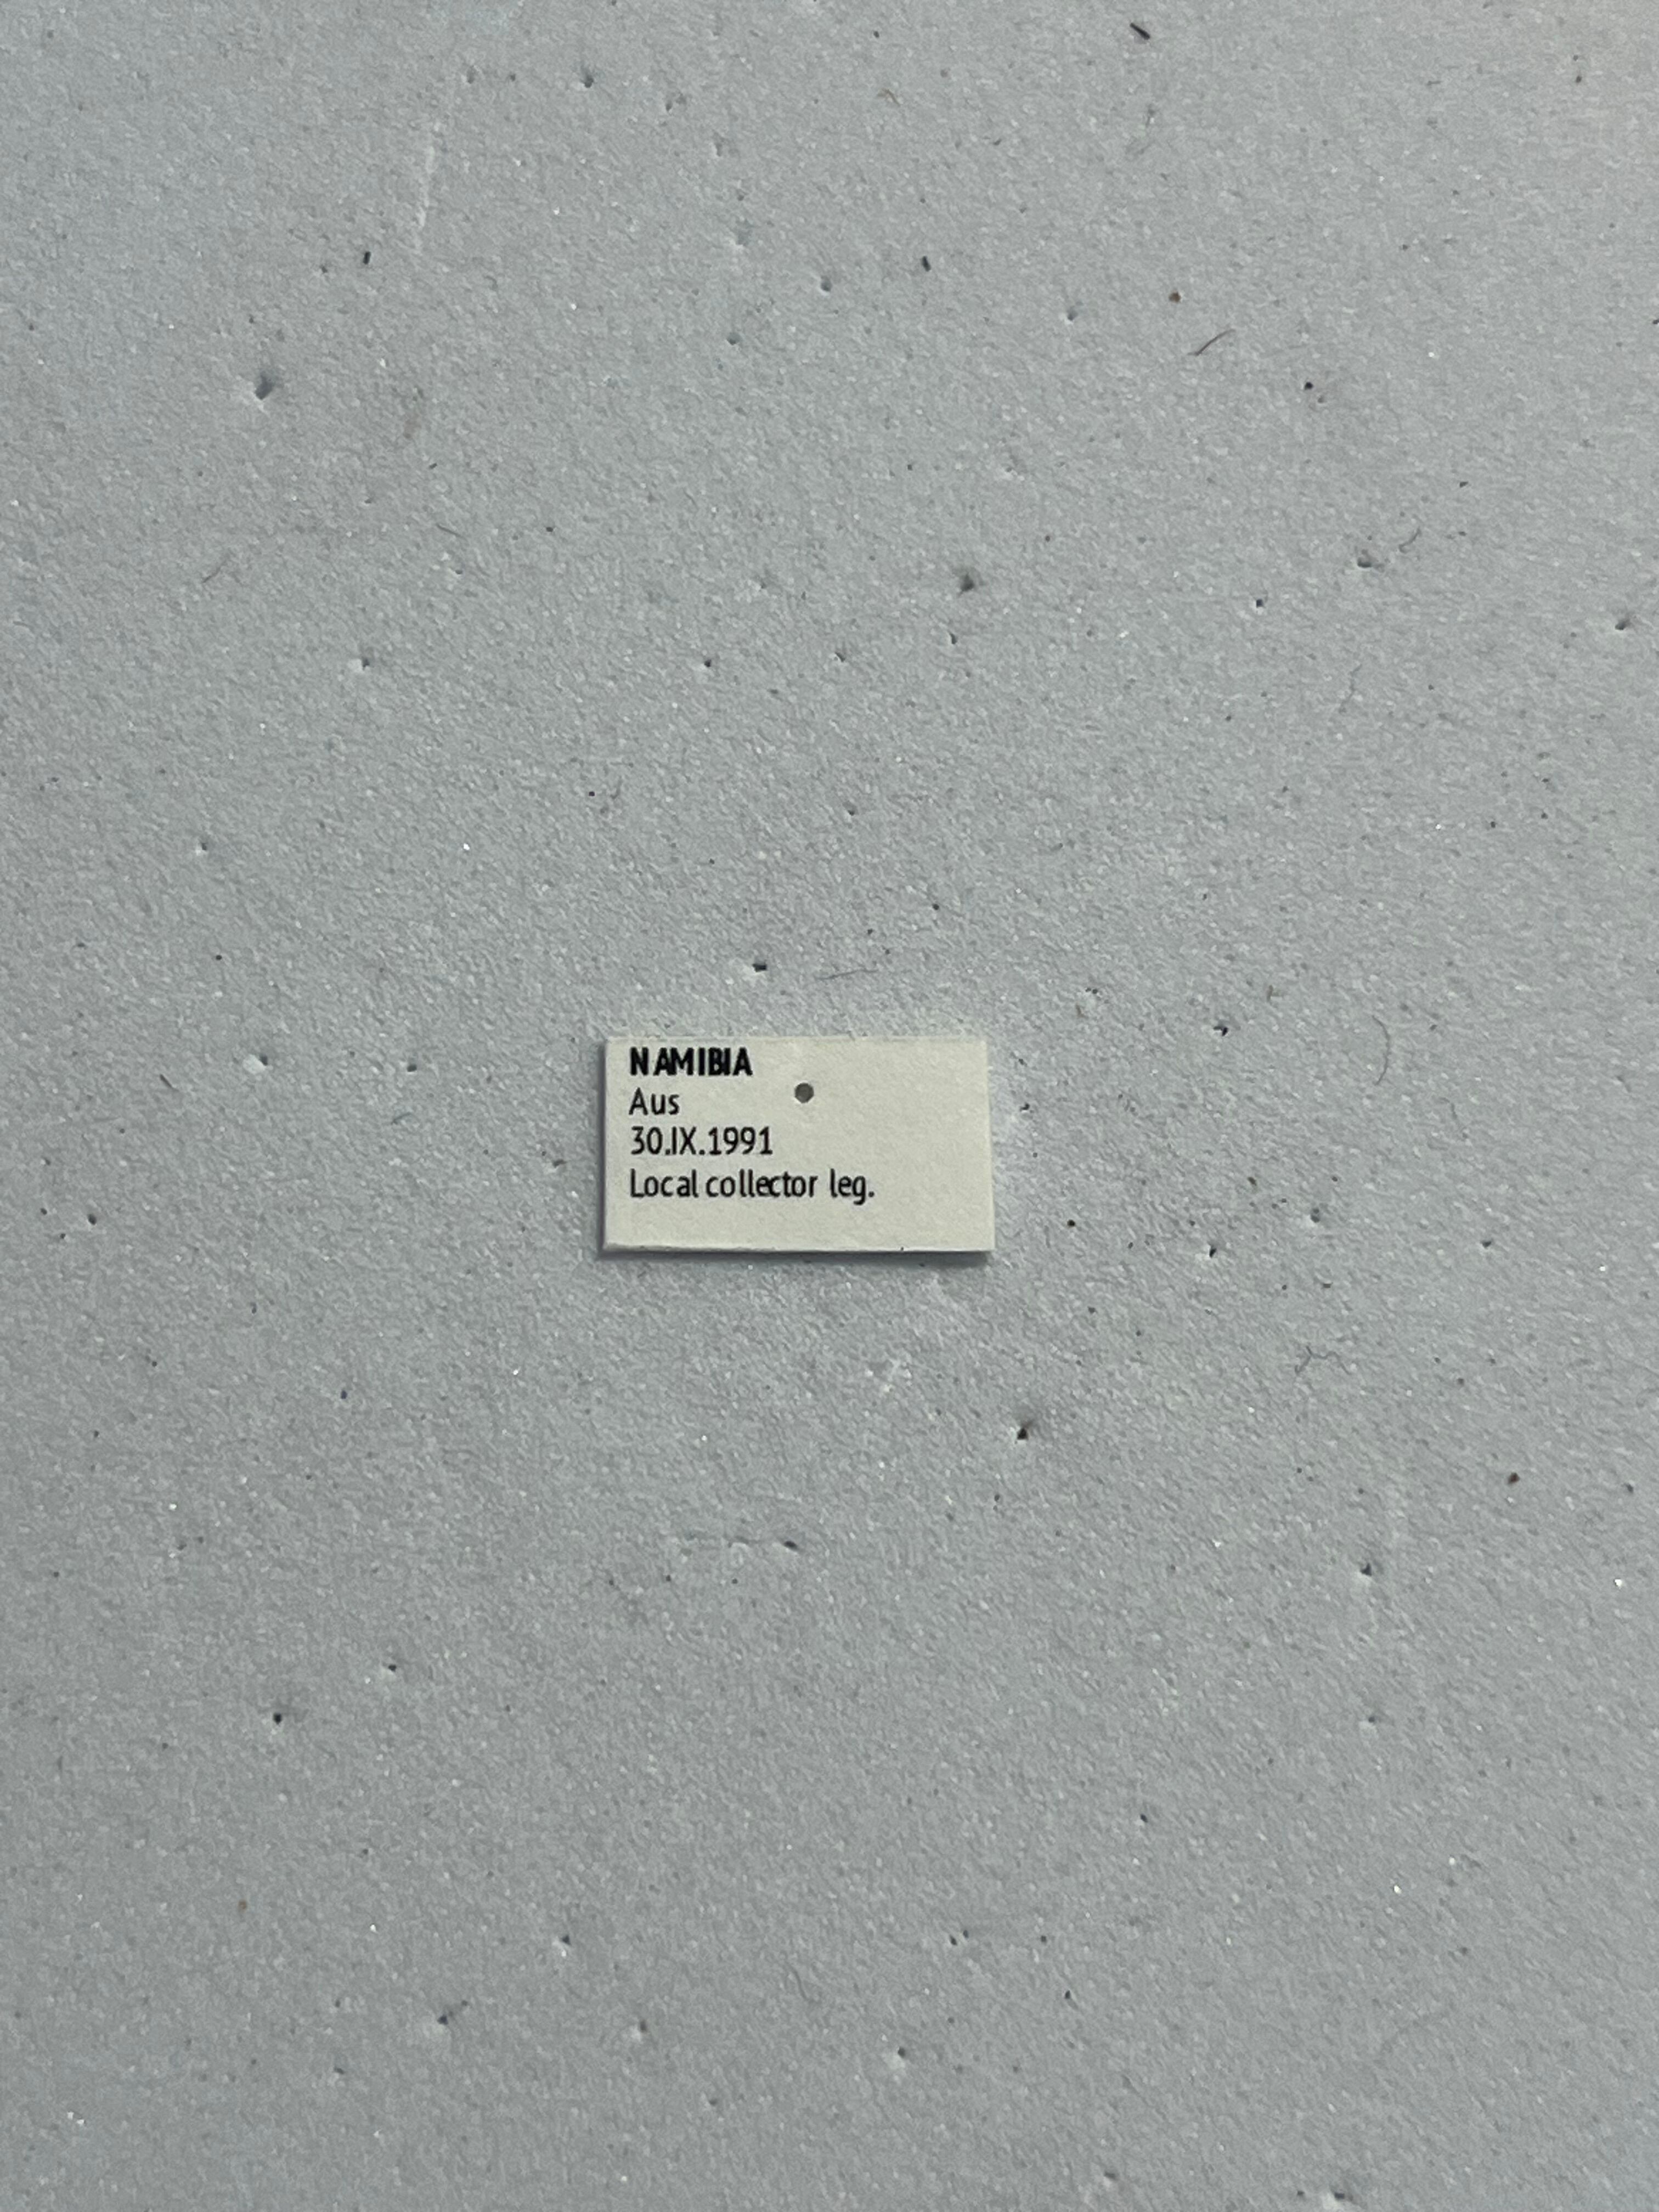 NAMIBIA
Aus
30.IX.1991
Local collector leg.